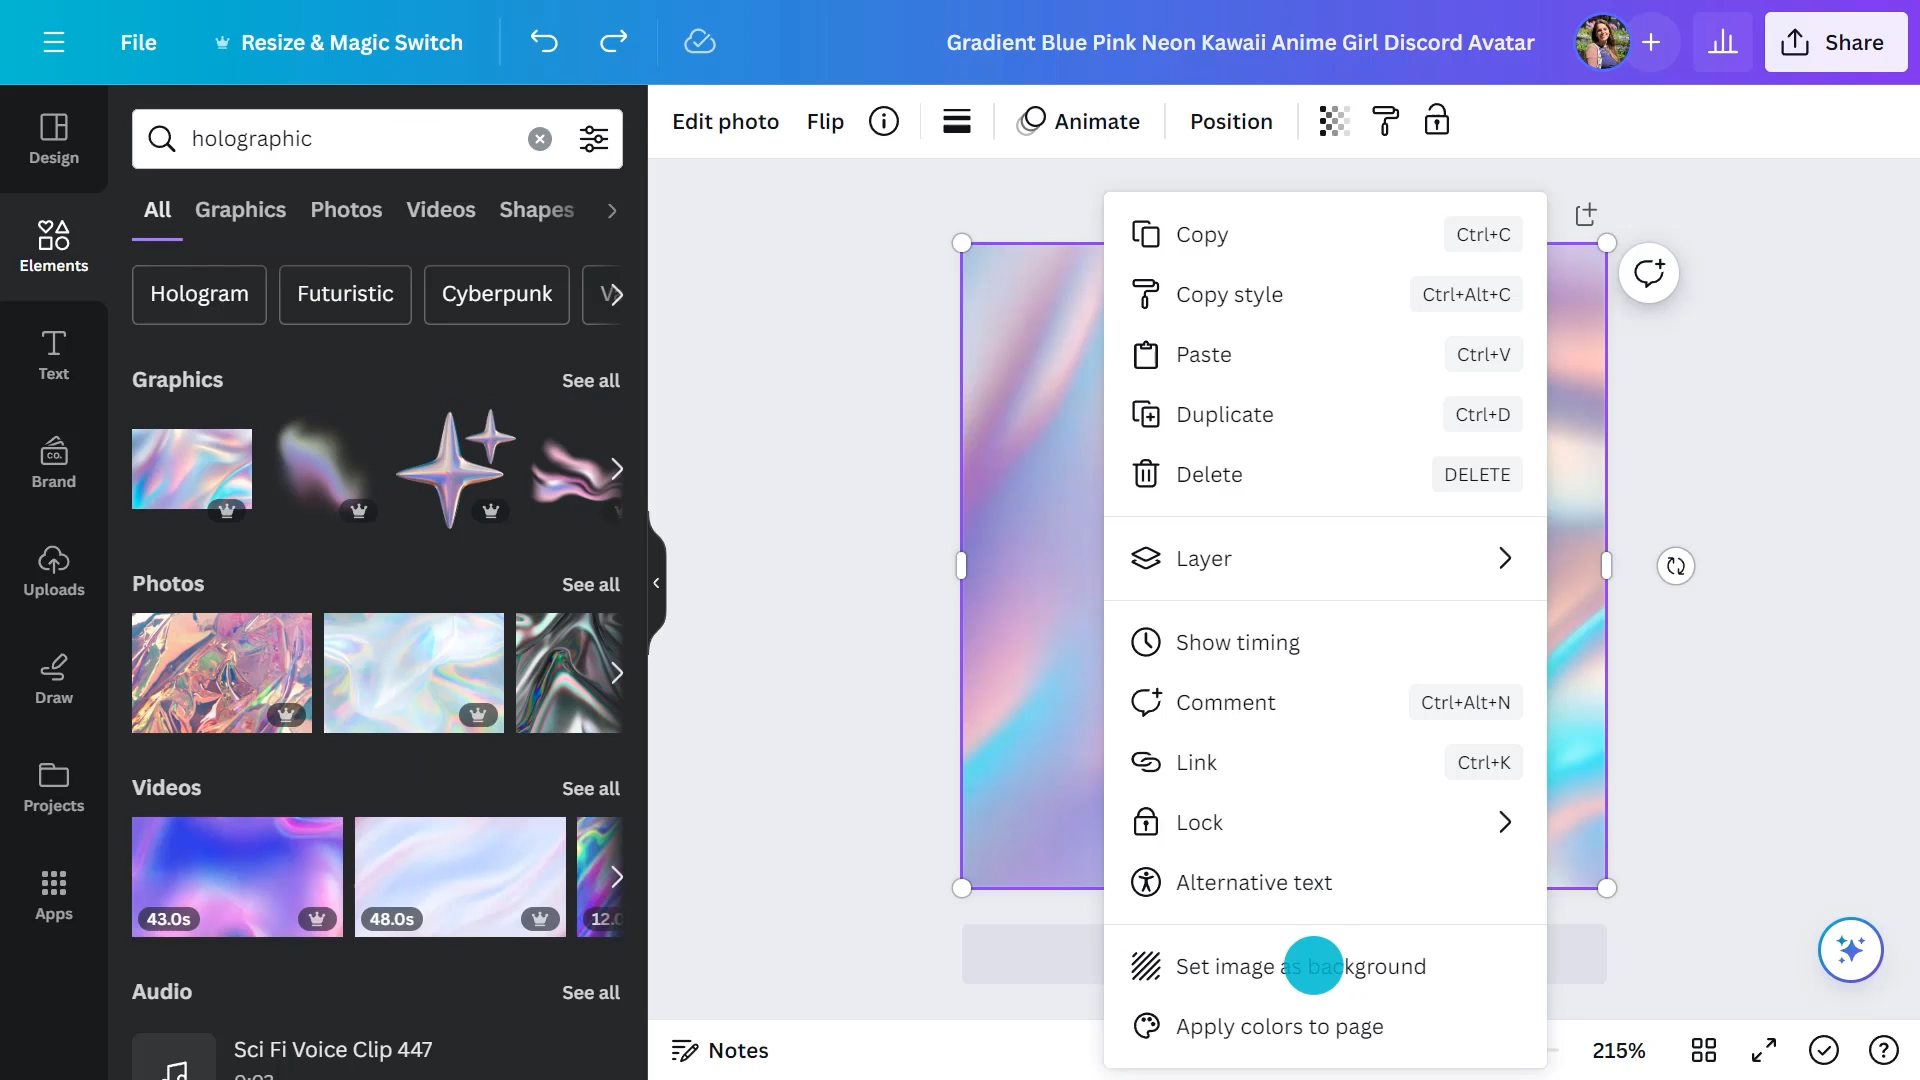 File
Resize & Magic Switch
Gradient Blue Pink Neon Kawaii Anime Girl Discord Avatar
Share
Design
Elements
Text
Brand
CO.
Uploads
Draw
Projects
Apps
holographic
All Graphics Photos Videos Shapes
Hologram Futuristic Cyberpunk
Graphics See all
Photos See all
Videos See all
43.0s 48.0s
Audio See all
Sci Fi Voice Clip 447
Edit photo Flip Animate Position
Copy Ctrl+C
Copy style Ctrl+Alt+C
Paste Ctrl+V
Duplicate Ctrl+D
Delete DELETE
Layer
Show timing
Comment Ctrl+Alt+N
Link Ctrl+K
Lock
Alternative text
Set image as background
Apply colors to page
Notes
215%